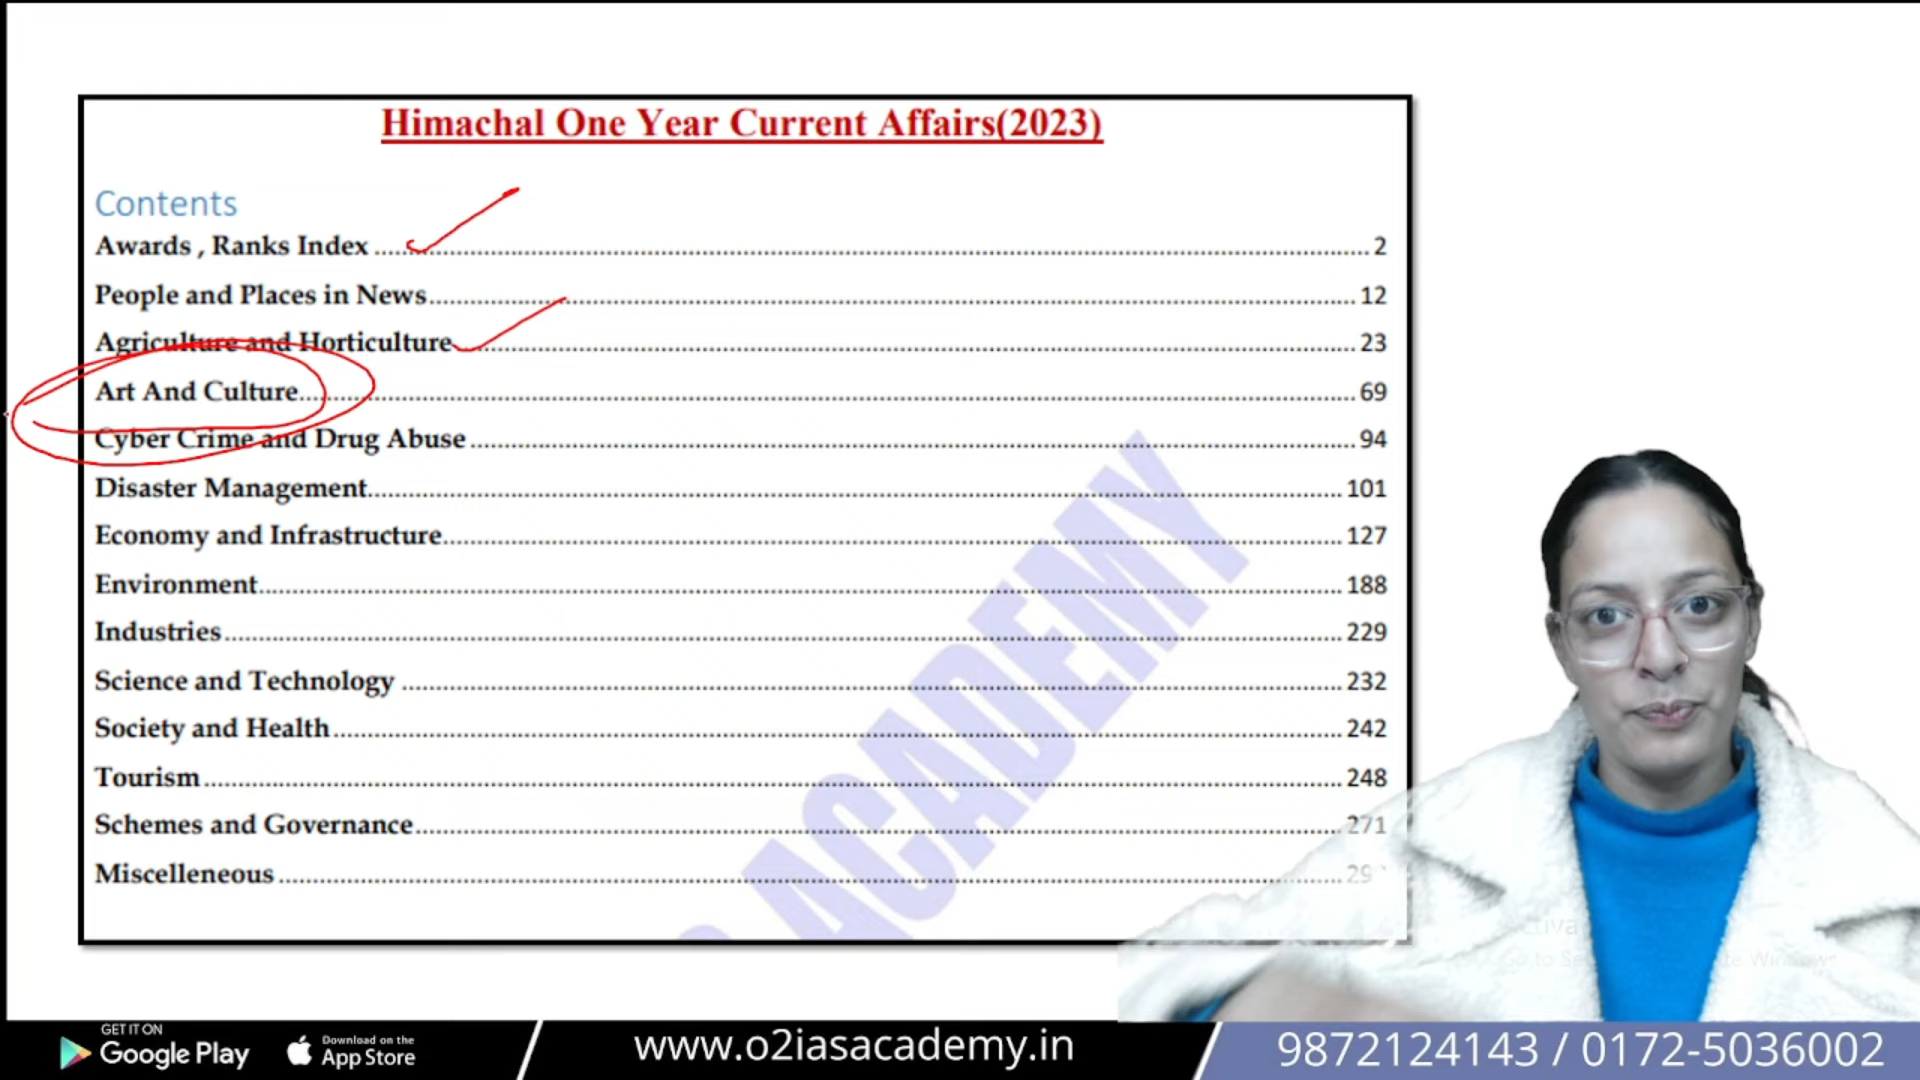 Himachal One Year Current Affairs(2023)
Contents
Awards , Ranks Index .... 2
People and Places in News.... 12
Agriculture and Horticulture.... 23
Art And Culture.... 69
Cyber Crime and Drug Abuse.... 94
Disaster Management.... 101
Economy and Infrastructure.... 127
Environment.... 188
Industries.... 229
Science and Technology .... 232
Society and Health.... 242
Tourism.... 248
Schemes and Governance.... 271
Miscelleneous....
ACADEMY
GET IT ON
Google Play
Download on the
App Store
www.o2iasacademy.in
9872124143 / 0172-5036002